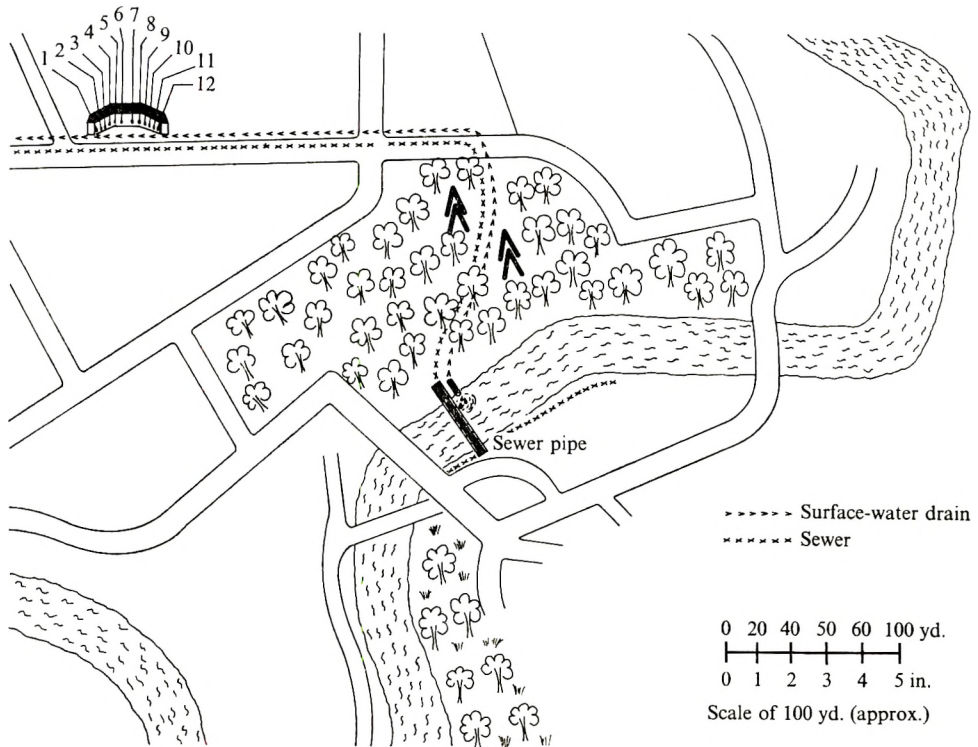 1 2 3 4 5 6 7 8 9 10 11 12
Sewer pipe
Surface-water drain
Sewer
0 20 40 50 60 100 yd.
0 1 2 3 4 5 in.
Scale of 100 yd. (approx.)